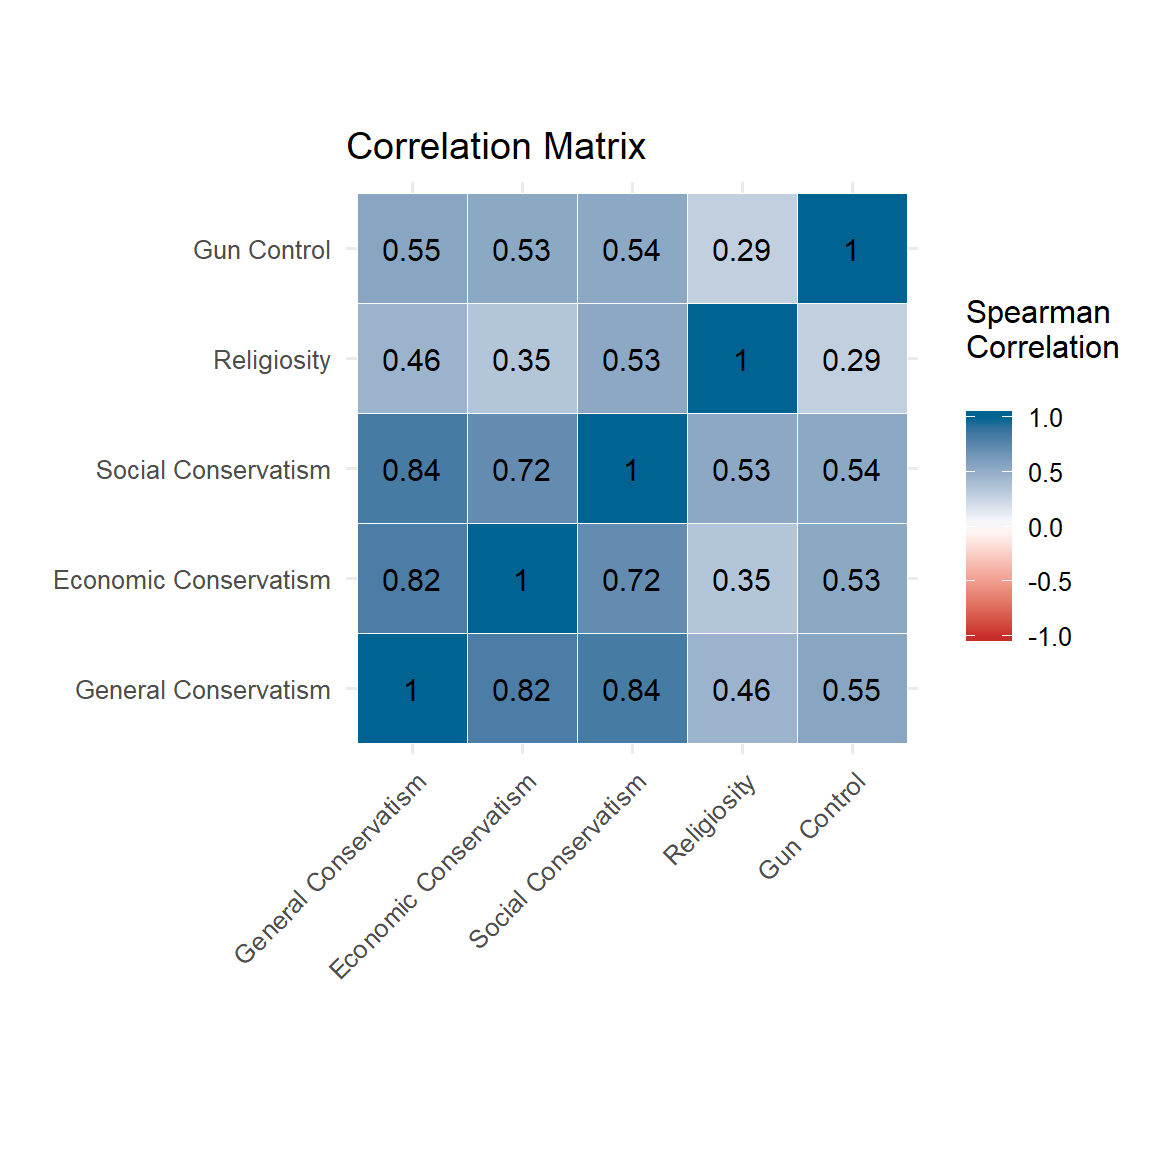 Correlation Matrix
Gun Control 0.55 0.53 0.54 0.29 1
Religiosity 0.46 0.35 0.53 1 0.29
Social Conservatism 0.84 0.72 1 0.53 0.54
Economic Conservatism 0.82 1 0.72 0.35 0.53
General Conservatism 1 0.82 0.84 0.46 0.55
General Conservatism
Economic Conservatism
Social Conservatism
Religiosity
Gun Control
Spearman
Correlation
1.0
0.5
0.0
-0.5
-1.0